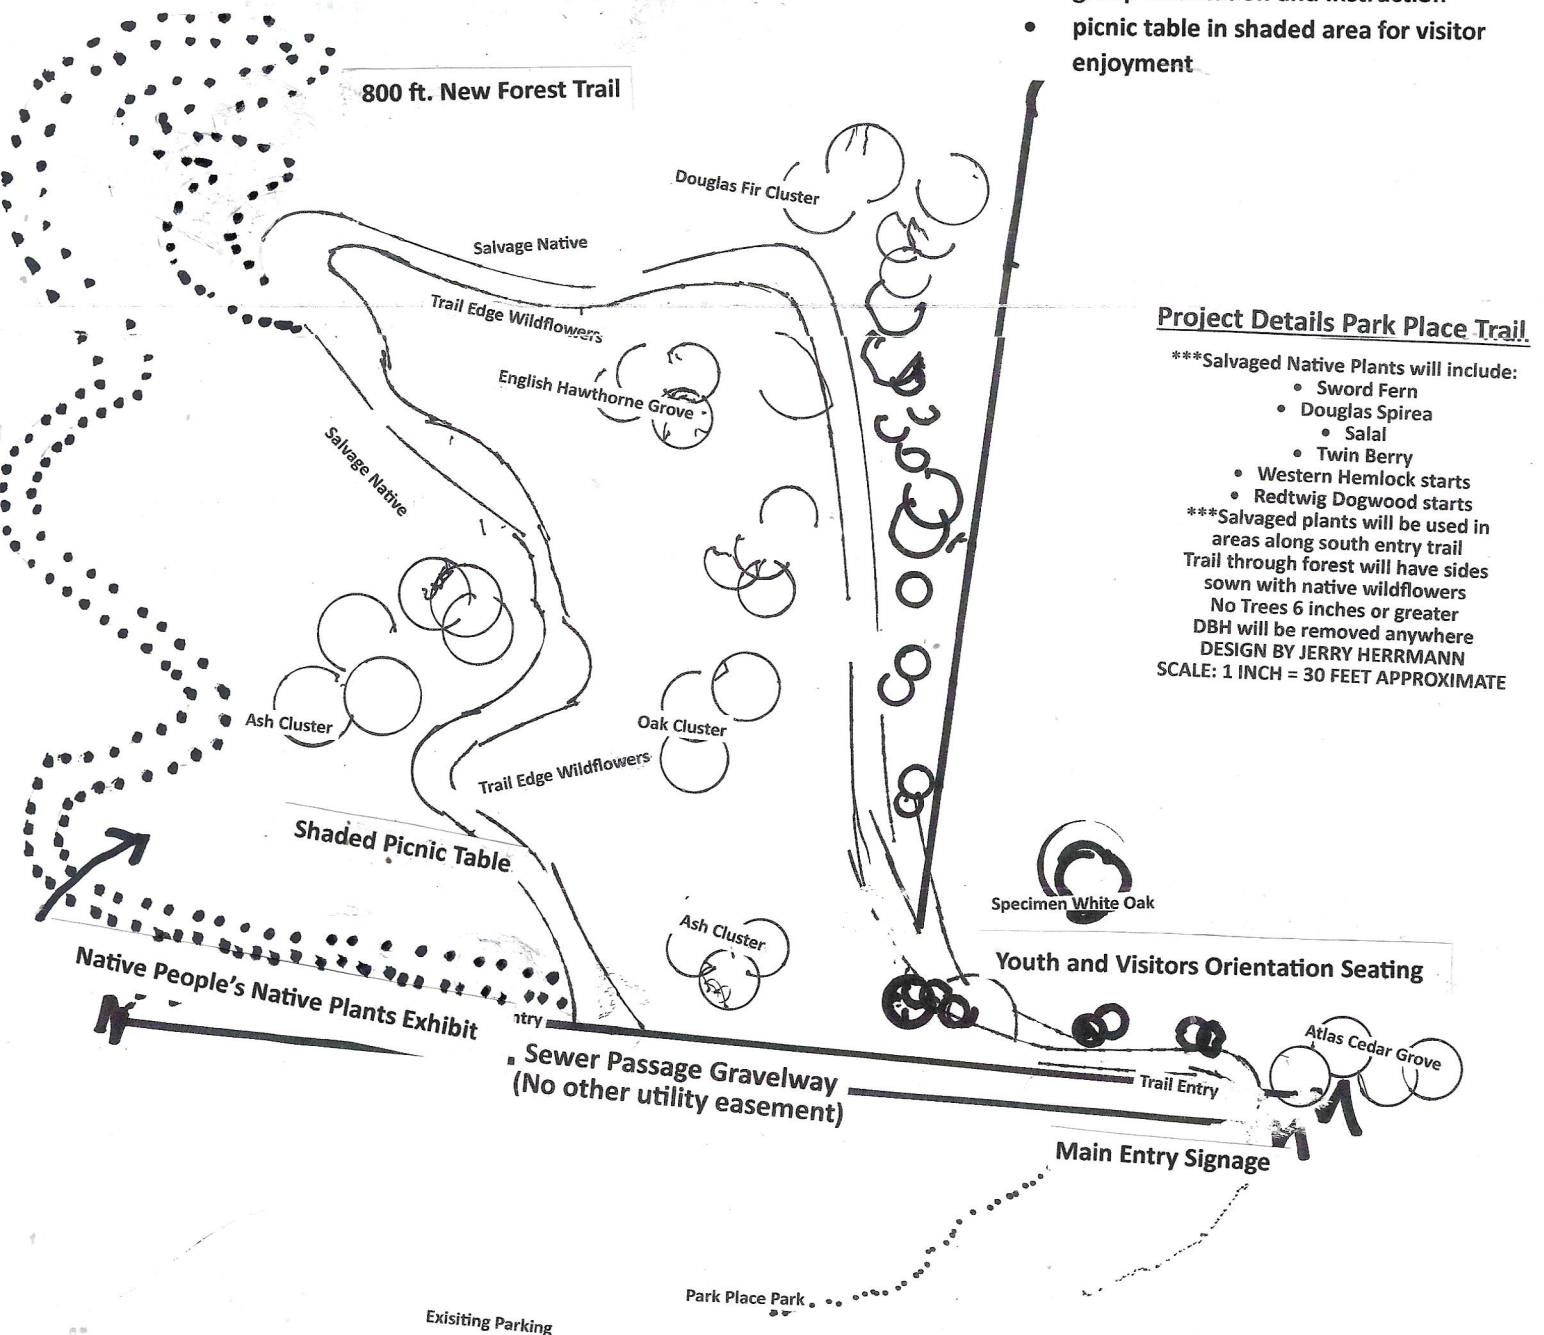 picnic table in shaded area for visitor
enjoyment
800 ft. New Forest Trail
Douglas Fir Cluster
Salvage Native
Trail Edge Wildflowers
English Hawthorne Grove
Salvage Native
Project Details Park Place Trail
***Salvaged Native Plants will include:
• Sword Fern
• Douglas Spirea
• Salal
• Twin Berry
• Western Hemlock starts
• Redtwig Dogwood starts
***Salvaged plants will be used in
areas along south entry trail
Trail through forest will have sides
sown with native wildflowers
No Trees 6 inches or greater
DBH will be removed anywhere
DESIGN BY JERRY HERRMANN
SCALE: 1 INCH = 30 FEET APPROXIMATE
Ash Cluster
Oak Cluster
Trail Edge Wildflowers
Shaded Picnic Table
Specimen White Oak
Ash Cluster
Youth and Visitors Orientation Seating
Native People's Native Plants Exhibit
ntry
Sewer Passage Gravelway
(No other utility easement)
Atlas Cedar Grove
Trail Entry
Main Entry Signage
Park Place Park
Exisiting Parking